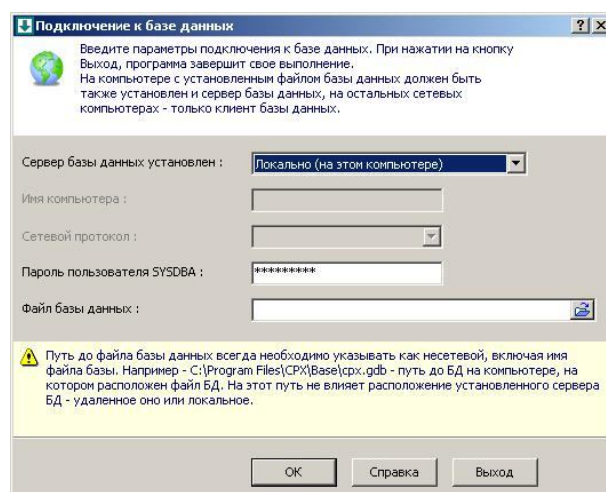 Подключение к базе данных
Введите параметры подключения к базе данных. При нажатии на кнопку
Выход, программа завершит свое выполнение.
На компьютере с установленным файлом базы данных должен быть
также установлен и сервер базы данных, на остальных сетевых
компьютерах - только клиент базы данных.
Сервер базы данных установлен :
Локально (на этом компьютере)
Имя компьютера :
Сетевой протокол :
Пароль пользователя SYSDBA :
*********
Файл базы данных :
Путь до файла базы данных всегда необходимо указывать как несетевой, включая имя
файла базы. Например - C:\Program Files\CPX\Base\cpx.gdb - путь до БД на компьютере, на
котором расположен файл БД. На этот путь не влияет расположение установленного сервера
БД - удаленное оно или локальное.
ОК
Справка
Выход